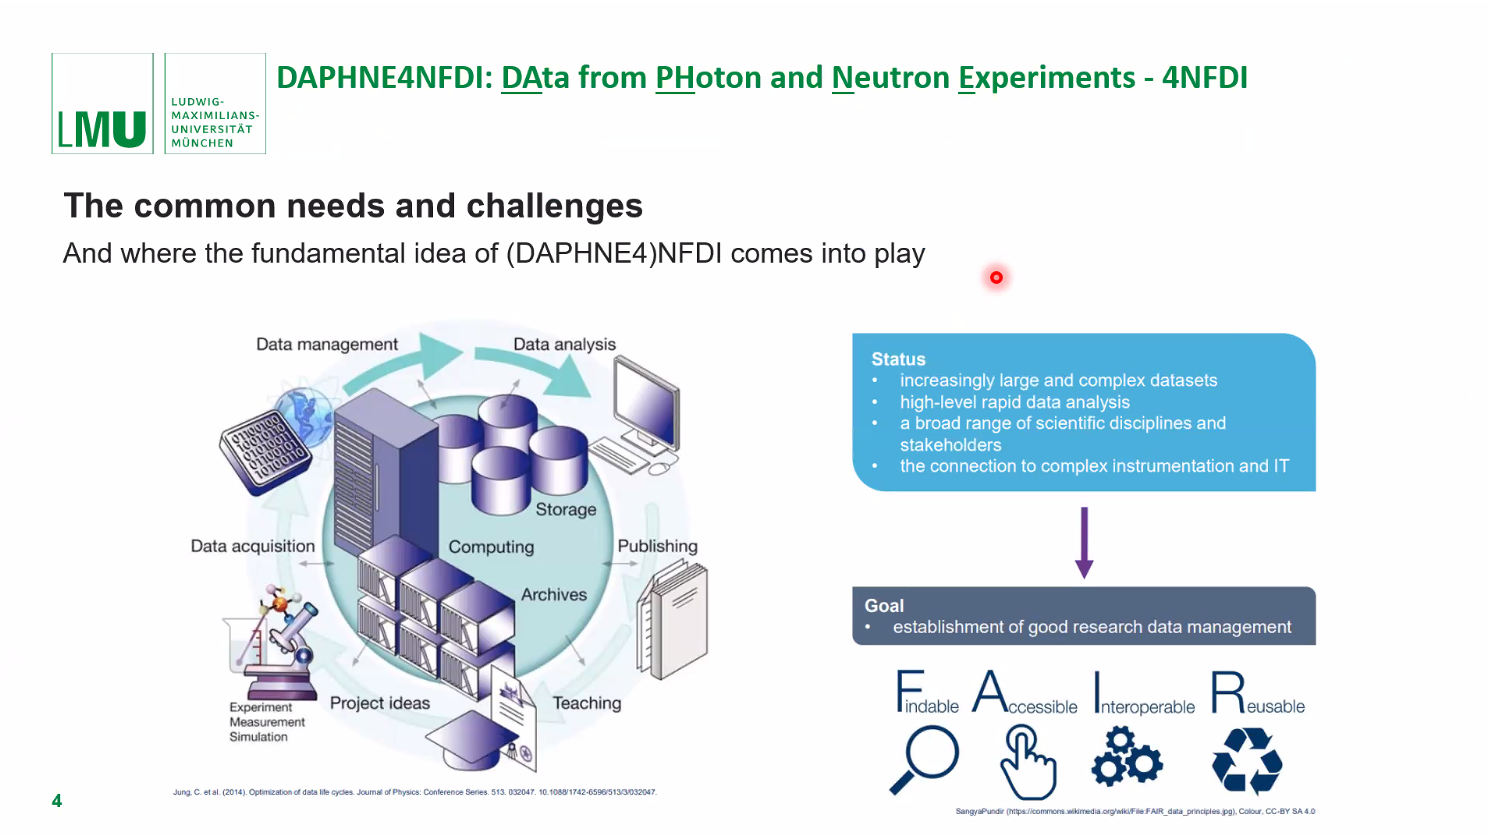 DAPHNE4NFDI: DAta from PHoton and Neutron Experiments - 4NFDI
LMU
LUDWIG-
MAXIMILIANS-
UNIVERSITÄT
MÜNCHEN
The common needs and challenges
And where the fundamental idea of (DAPHNE4)NFDI comes into play
Data management
Data analysis
Storage
Data acquisition
Computing
Publishing
Archives
Project ideas
Teaching
Experiment
Measurement
Simulation
Jung, C. et al. (2014). Optimization of data life cycles. Journal of Physics: Conference Series. 513. 032047. 10.1088/1742-6596/513/3/032047.
4
Status
• increasingly large and complex datasets
• high-level rapid data analysis
• a broad range of scientific disciplines and
stakeholders
• the connection to complex instrumentation and IT
Goal
• establishment of good research data management
Findable Accessible Interoperable Reusable
SangyaPundir (https://commons.wikimedia.org/wiki/File:FAIR_data_principles.jpg), Colour, CC-BY SA 4.0